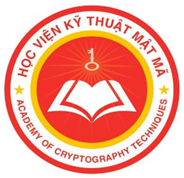 HỌC VIỆN KỸ THUẬT MẬT MÃ
ACADEMY OF CRYPTOGRAPHY TECHNIQUES